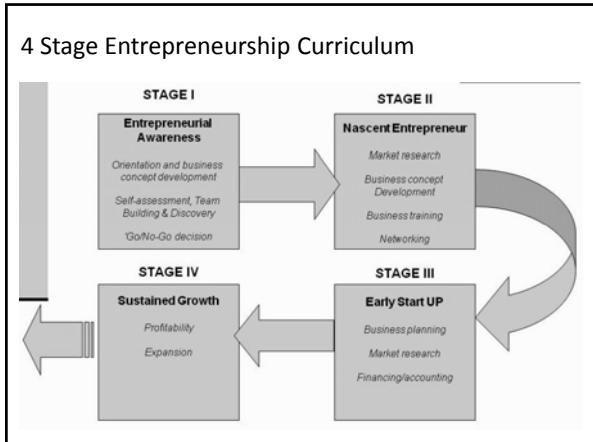 4 Stage Entrepreneurship Curriculum
STAGE I
Entrepreneurial
Awareness
Orientation and business
concept development
Self-assessment, Team
Building & Discovery
'Go/No-Go decision
STAGE II
Nascent Entrepreneur
Market research
Business concept
Development
Business training
Networking
STAGE III
Early Start UP
Business planning
Market research
Financing/accounting
STAGE IV
Sustained Growth
Profitability
Expansion